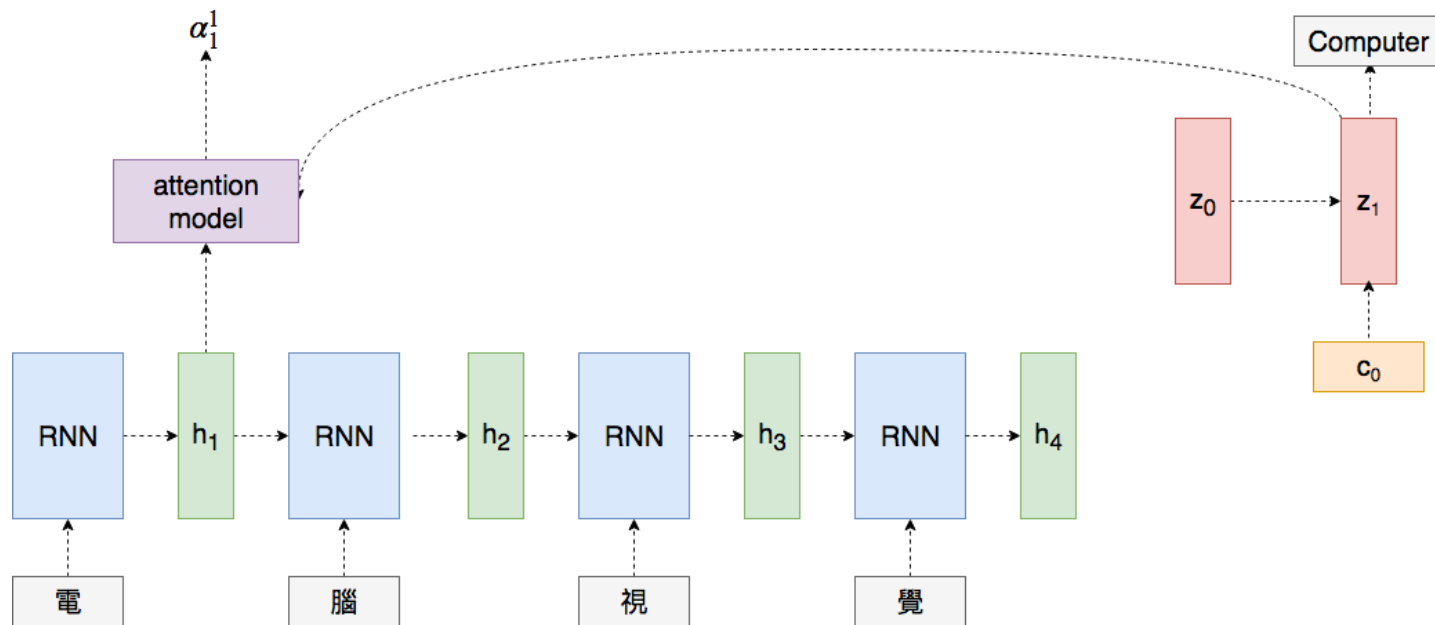 α₁¹
Computer
attention
model
z₀
z₁
c₀
RNN
h₁
RNN
h₂
RNN
h₃
RNN
h₄
電
腦
視
覺